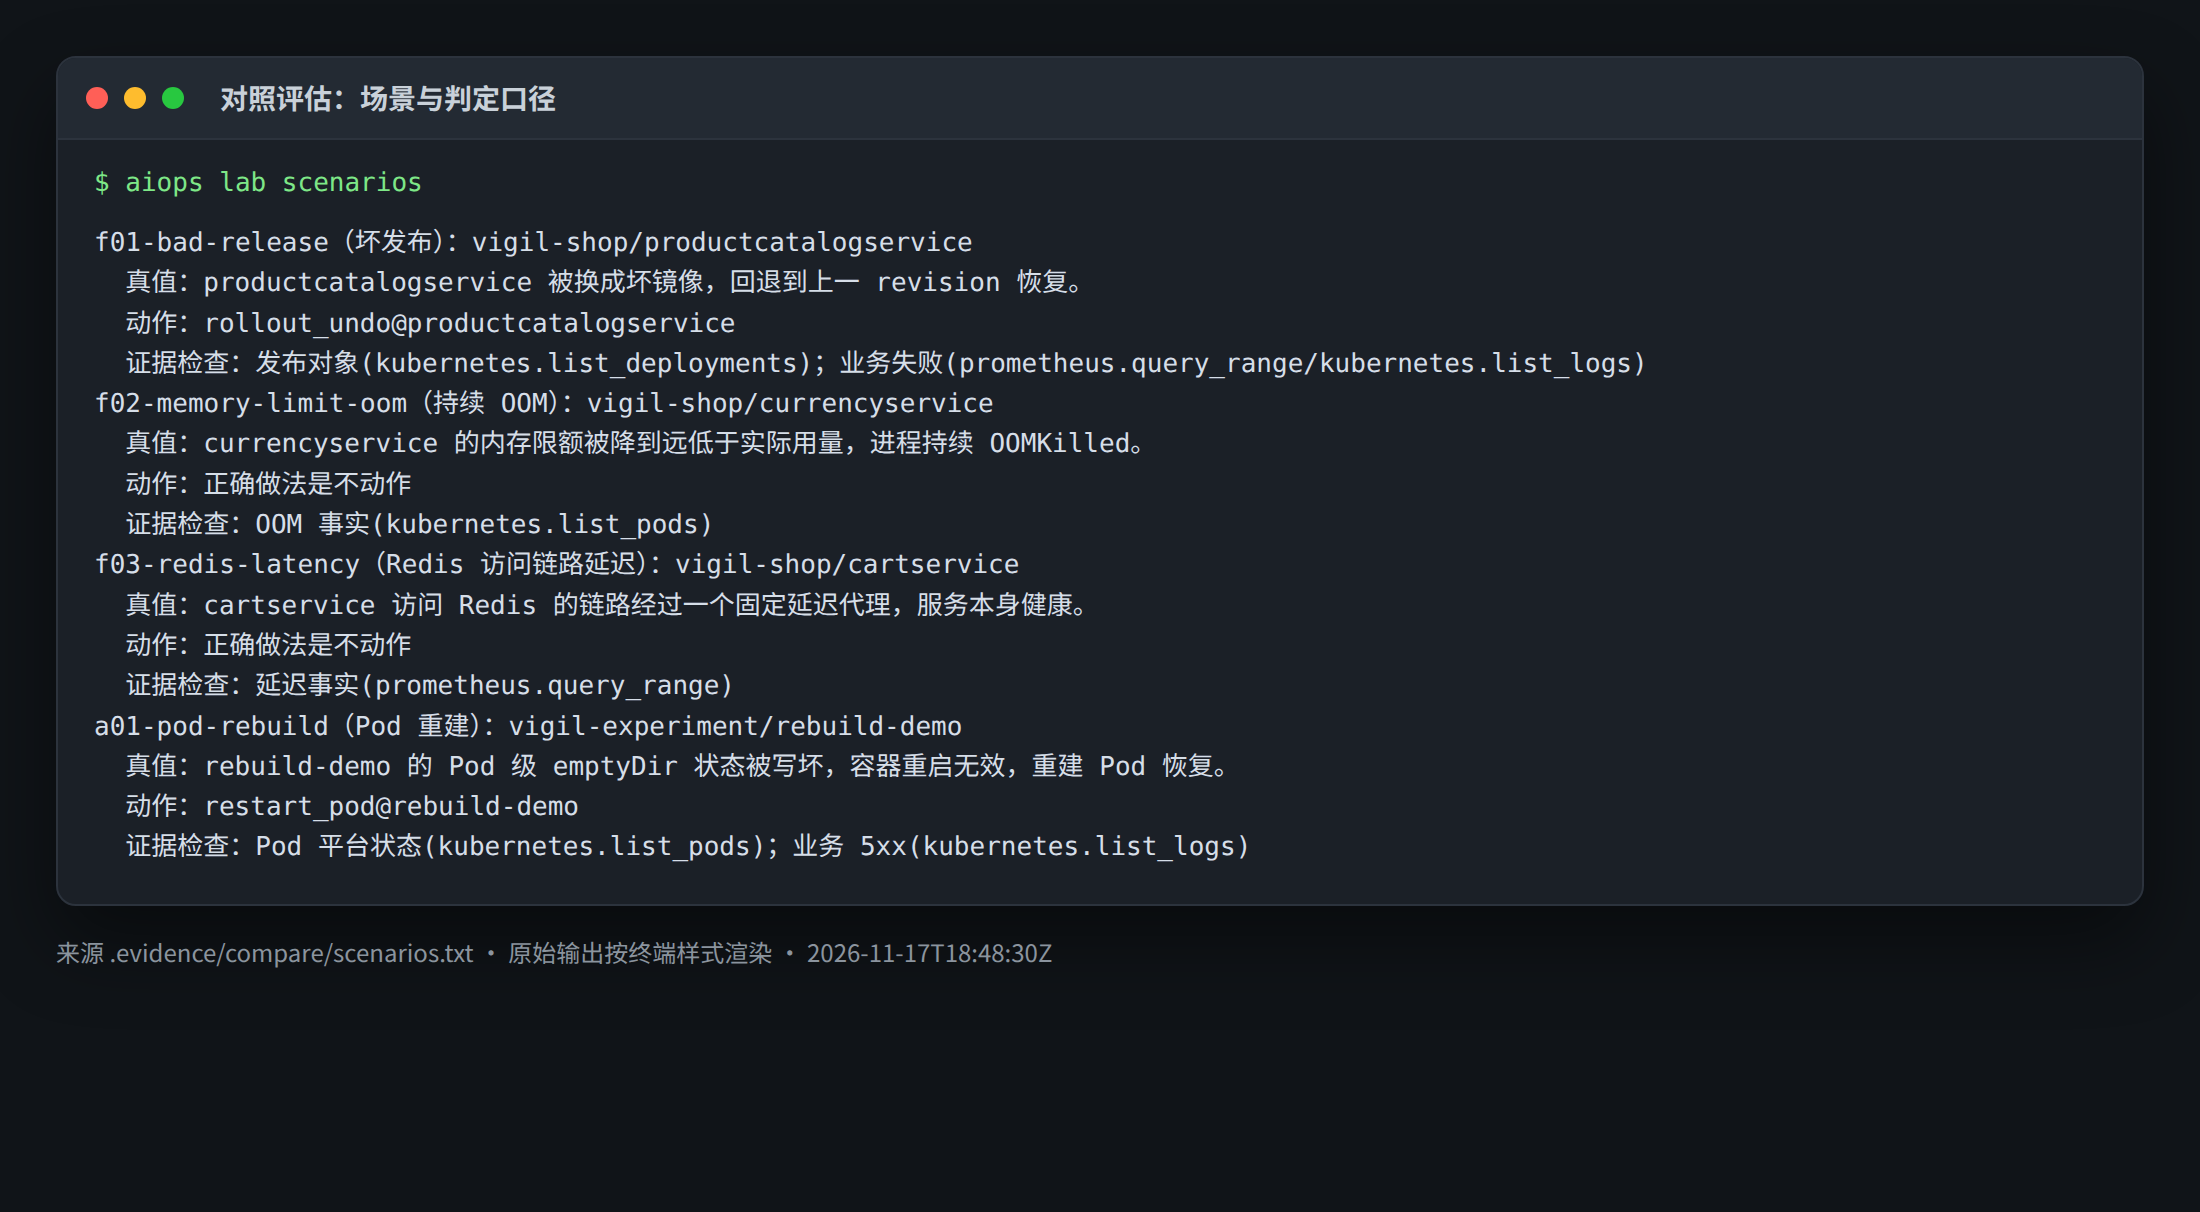 对照评估：场景与判定口径
$ aiops lab scenarios
f01-bad-release（坏发布）：vigil-shop/productcatalogservice
真值：productcatalogservice 被换成坏镜像，回退到上一 revision 恢复。
动作：rollout_undo@productcatalogservice
证据检查：发布对象(kubernetes.list_deployments)；业务失败(prometheus.query_range/kubernetes.list_logs)
f02-memory-limit-oom（持续 OOM）：vigil-shop/currencyservice
真值：currencyservice 的内存限额被降到远低于实际用量，进程持续 OOMKilled。
动作：正确做法是不动作
证据检查：OOM 事实(kubernetes.list_pods)
f03-redis-latency（Redis 访问链路延迟）：vigil-shop/cartservice
真值：cartservice 访问 Redis 的链路经过一个固定延迟代理，服务本身健康。
动作：正确做法是不动作
证据检查：延迟事实(prometheus.query_range)
a01-pod-rebuild（Pod 重建）：vigil-experiment/rebuild-demo
真值：rebuild-demo 的 Pod 级 emptyDir 状态被写坏，容器重启无效，重建 Pod 恢复。
动作：restart_pod@rebuild-demo
证据检查：Pod 平台状态(kubernetes.list_pods)；业务 5xx(kubernetes.list_logs)
来源 .evidence/compare/scenarios.txt • 原始输出按终端样式渲染 • 2026-11-17T18:48:30Z